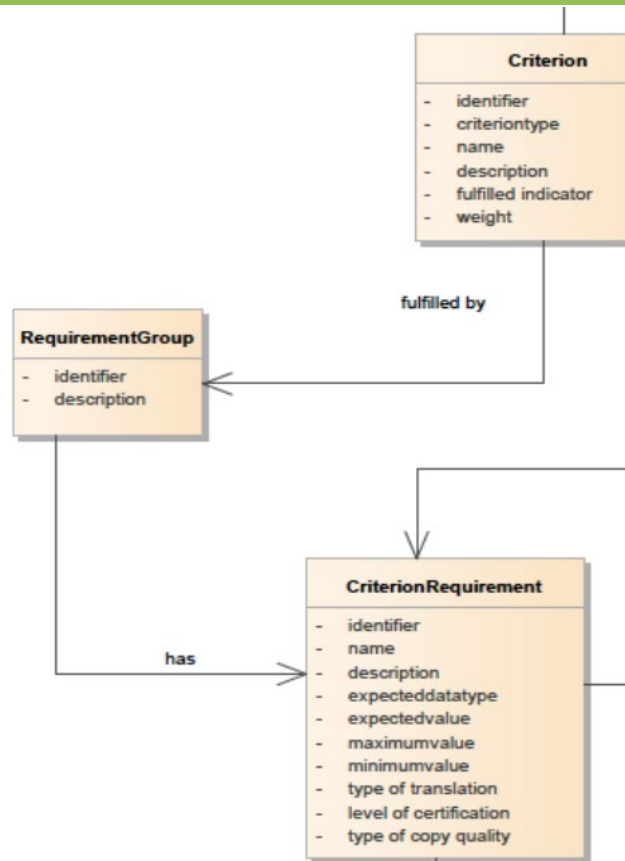 Criterion
- identifier
- criteriontype
- name
- description
- fulfilled indicator
- weight
fulfilled by
RequirementGroup
- identifier
- description
has
CriterionRequirement
- identifier
- name
- description
- expecteddatatype
- expectedvalue
- maximumvalue
- minimumvalue
- type of translation
- level of certification
- type of copy quality